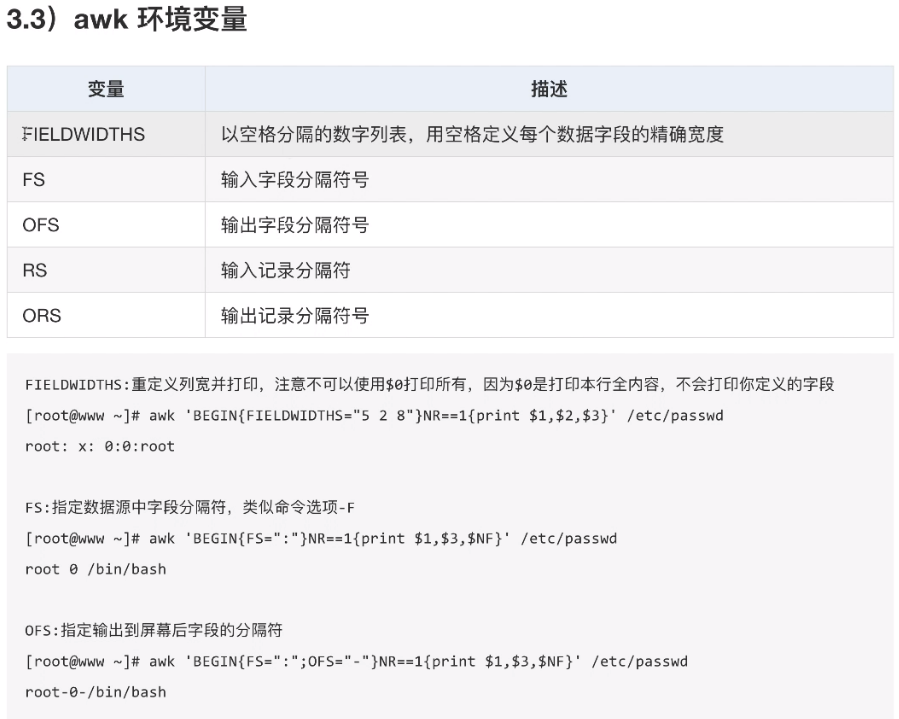 3.3）awk 环境变量
变量 描述
FIELDWIDTHS 以空格分隔的数字列表，用空格定义每个数据字段的精确宽度
FS 输入字段分隔符号
OFS 输出字段分隔符号
RS 输入记录分隔符
ORS 输出记录分隔符号
FIELDWIDTHS:重定义列宽并打印，注意不可以使用$0打印所有，因为$0是打印本行全内容，不会打印你定义的字段
[root@www ~]# awk 'BEGIN{FIELDWIDTHS="5 2 8"}NR==1{print $1,$2,$3}' /etc/passwd
root: x: 0:0:root
FS:指定数据源中字段分隔符，类似命令选项-F
[root@www ~]# awk 'BEGIN{FS=":"}NR==1{print $1,$3,$NF}' /etc/passwd
root 0 /bin/bash
OFS:指定输出到屏幕后字段的分隔符
[root@www ~]# awk 'BEGIN{FS=":";OFS="-"}NR==1{print $1,$3,$NF}' /etc/passwd
root-0-/bin/bash